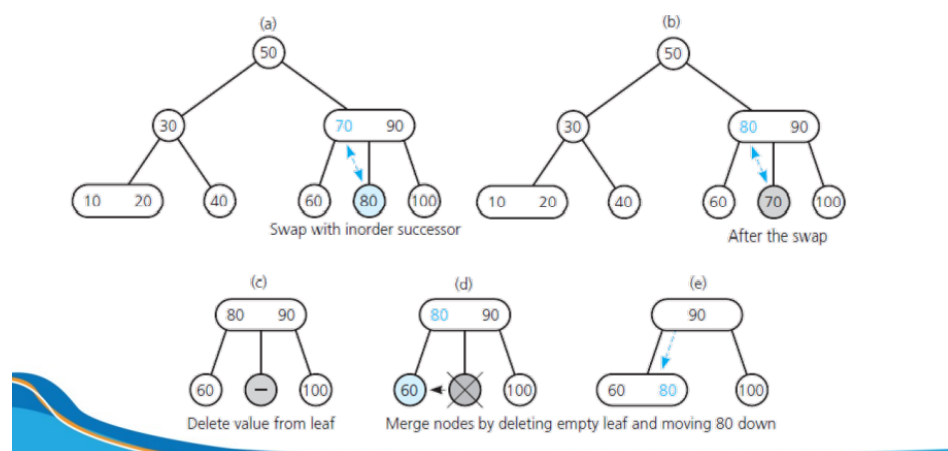 (a) (b)
50 50
30 70 90 30 80 90
10 20 40 60 80 100 10 20 40 60 70 100
Swap with inorder successor
After the swap
(c) (d) (e)
80 90 80 90 90
60 − 100 60 100 60 80 100
Delete value from leaf Merge nodes by deleting empty leaf and moving 80 down